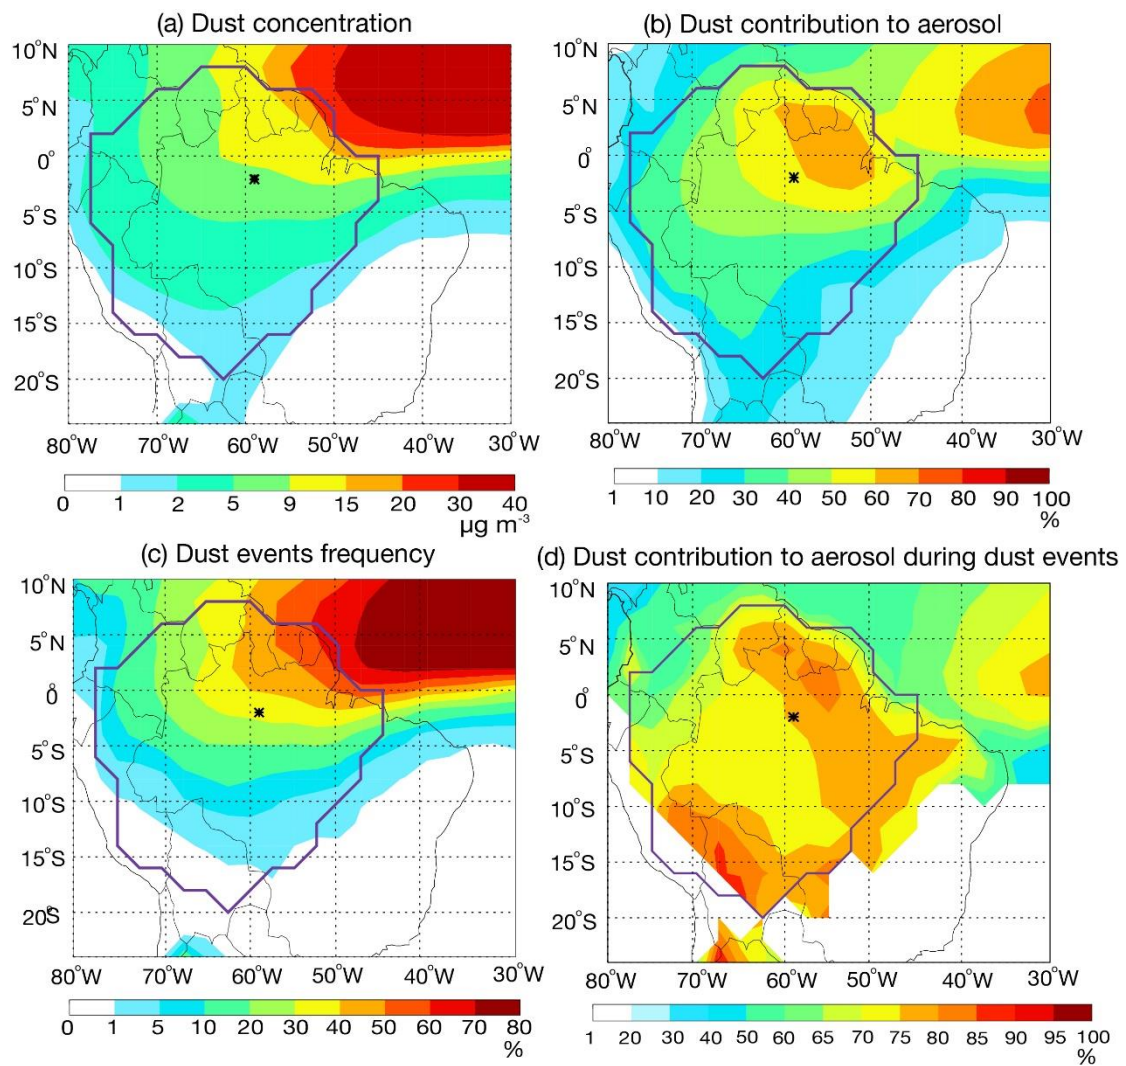 (a) Dust concentration
(b) Dust contribution to aerosol
10°N
5°N
0°
5°S
10°S
15°S
20°S
80°W 70°W 60°W 50°W 40°W 30°W
0 1 2 5 9 15 20 30 40
µg m-3
10°N
5°N
0°
5°S
10°S
15°S
20°S
80°W 70°W 60°W 50°W 40°W 30°W
1 10 20 30 40 50 60 70 80 90 100
%
(c) Dust events frequency
(d) Dust contribution to aerosol during dust events
10°N
5°N
0°
5°S
10°S
15°S
20°S
80°W 70°W 60°W 50°W 40°W 30°W
0 1 5 10 20 30 40 50 60 70 80
%
10°N
5°N
0°
5°S
10°S
15°S
20°S
80°W 70°W 60°W 50°W 40°W 30°W
1 20 30 50 60 65 70 75 80 85 90 95 100
%